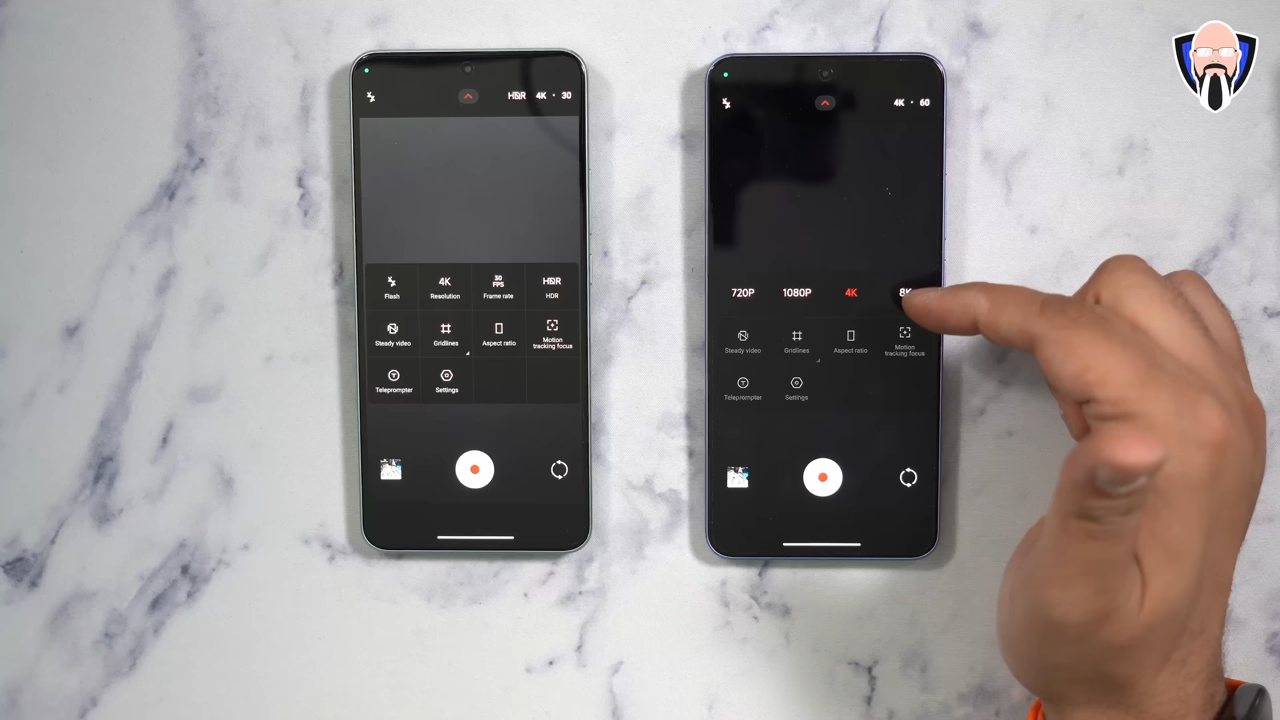 HDR 4K · 30
4K
30
FPS
HDR
Flash
Resolution
Frame rate
HDR
Steady video
Gridlines
Aspect ratio
Motion
tracking focus
Teleprompter
Settings
4K · 60
720P
1080P
4K
8K
Steady video
Gridlines
Aspect ratio
Motion
tracking focus
Teleprompter
Settings